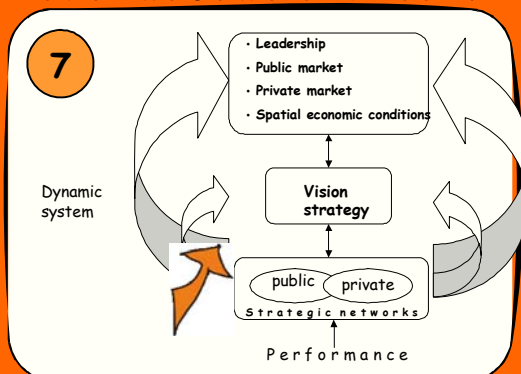 7
· Leadership
· Public market
· Private market
· Spatial economic conditions
Dynamic
system
Vision
strategy
public private
Strategic networks
Performance